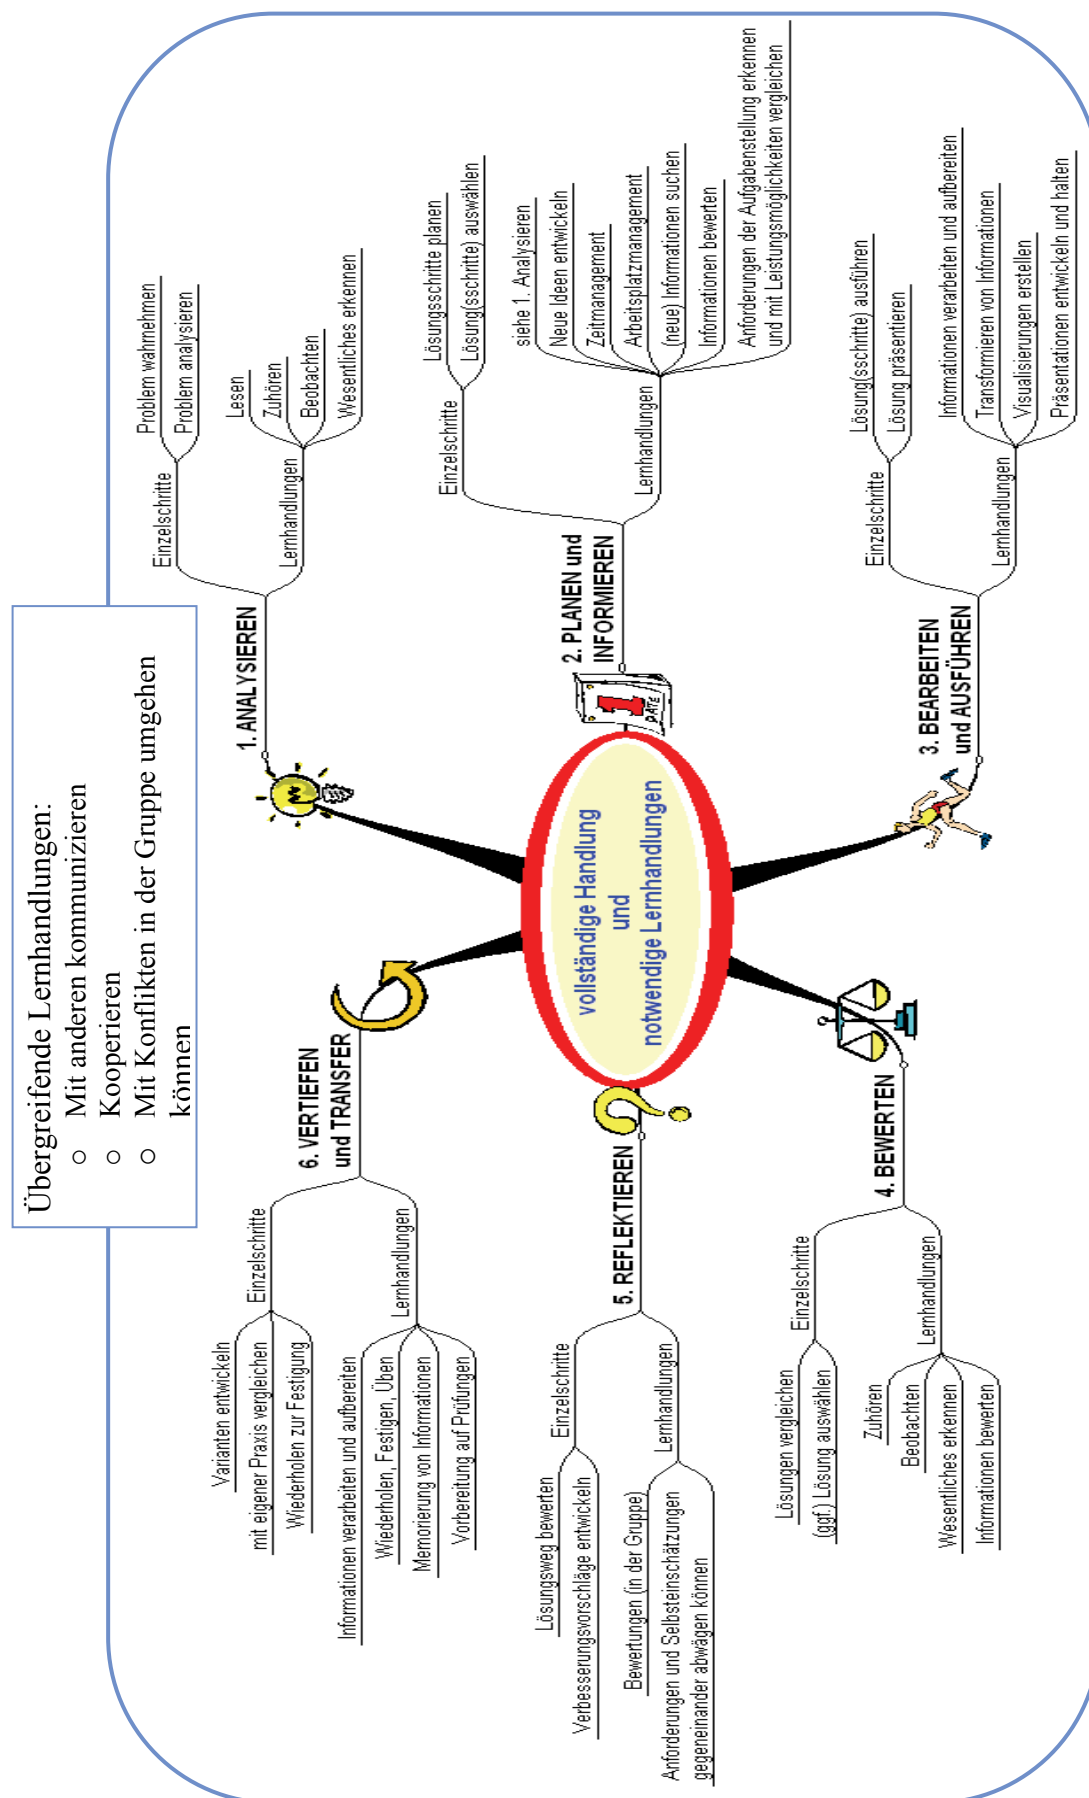 Übergreifende Lernhandlungen:
○ Mit anderen kommunizieren
○ Kooperieren
○ Mit Konflikten in der Gruppe umgehen
können
vollständige Handlung
und
notwendige Lernhandlungen
1. ANALYSIEREN
Einzelschritte
Problem wahrnehmen
Problem analysieren
Lernhandlungen
Lesen
Zuhören
Beobachten
Wesentliches erkennen
2. PLANEN und
INFORMIEREN
1
DATE
Einzelschritte
Lösungsschritte planen
Lösung(sschritte) auswählen
Lernhandlungen
siehe 1. Analysieren
Neue Ideen entwickeln
Zeitmanagement
Arbeitsplatzmanagement
(neue) Informationen suchen
Informationen bewerten
Anforderungen der Aufgabenstellung erkennen
und mit Leistungsmöglichkeiten vergleichen
3. BEARBEITEN
und AUSFÜHREN
Einzelschritte
Lösung(sschritte) ausführen
Lösung präsentieren
Lernhandlungen
Informationen verarbeiten und aufbereiten
Transformieren von Informationen
Visualisierungen erstellen
Präsentationen entwickeln und halten
4. BEWERTEN
Einzelschritte
Lösungen vergleichen
(ggf.) Lösung auswählen
Lernhandlungen
Zuhören
Beobachten
Wesentliches erkennen
Informationen bewerten
5. REFLEKTIEREN
Einzelschritte
Lösungsweg bewerten
Verbesserungsvorschläge entwickeln
Lernhandlungen
Bewertungen (in der Gruppe)
Anforderungen und Selbsteinschätzungen
gegeneinander abwägen können
6. VERTIEFEN
und TRANSFER
Einzelschritte
Varianten entwickeln
mit eigener Praxis vergleichen
Wiederholen zur Festigung
Lernhandlungen
Informationen verarbeiten und aufbereiten
Wiederholen, Festigen, Üben
Memorierung von Informationen
Vorbereitung auf Prüfungen